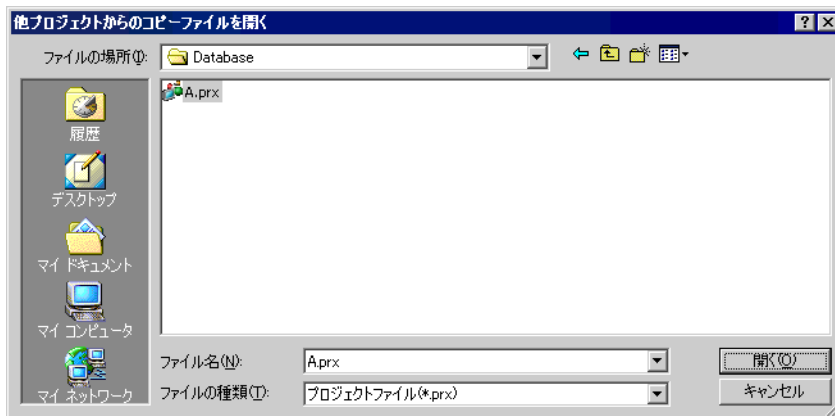 他プロジェクトからのコピーファイルを開く
ファイルの場所(I):
Database
履歴
デスクトップ
マイ ドキュメント
マイ コンピュータ
マイ ネットワーク
A.prx
ファイル名(N):
A.prx
開く(O)
ファイルの種類(T):
プロジェクトファイル(*.prx)
キャンセル